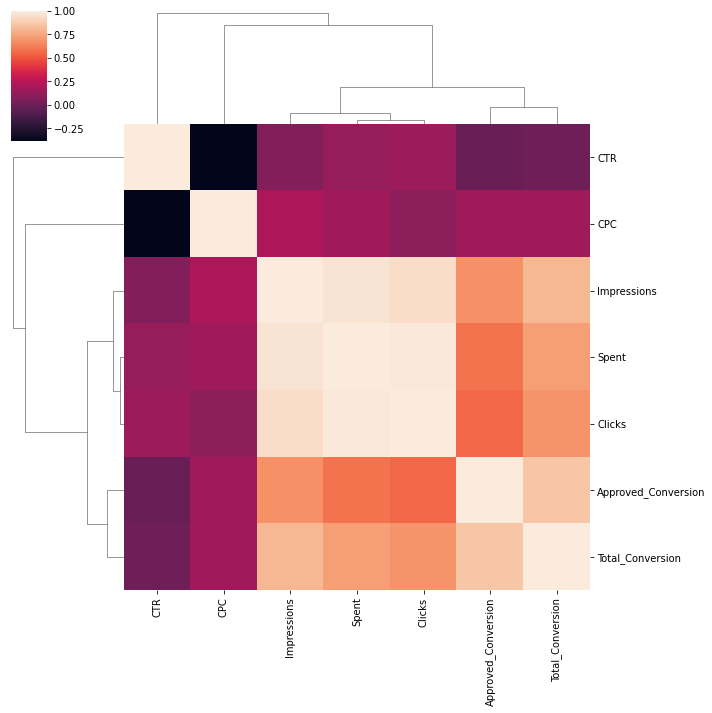 1.00
0.75
0.50
0.25
0.00
−0.25
CTR
CPC
Impressions
Spent
Clicks
Approved_Conversion
Total_Conversion
CTR
CPC
Impressions
Spent
Clicks
Approved_Conversion
Total_Conversion